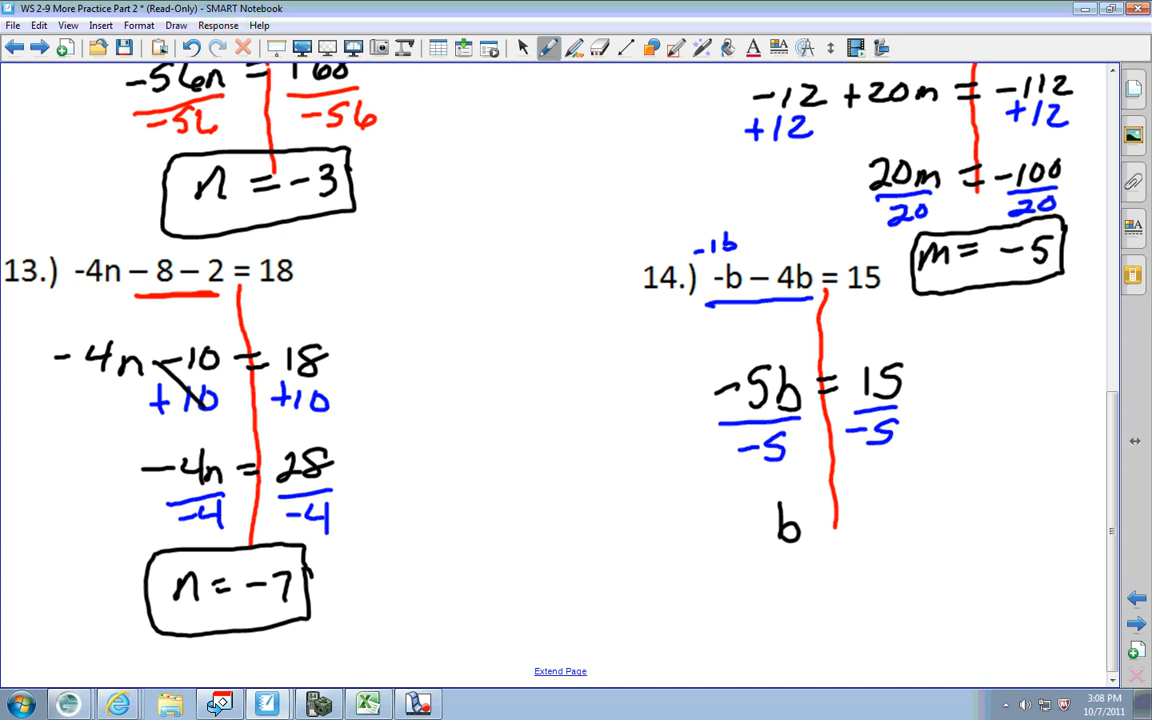 WS 2-9 More Practice Part 2 * (Read-Only) - SMART Notebook
File Edit View Insert Format Draw Response Help
-56n = 168
-56 -56
n = -3
-12 +20m = -112
+12 +12
20m = -100
20 20
m = -5
13.) -4n – 8 – 2 = 18
-4n -10 = 18
+10 +10
-4n = 28
-4 -4
n = -7
-1b
14.) -b – 4b = 15
-5b = 15
-5 -5
b
Extend Page
3:08 PM
10/7/2011